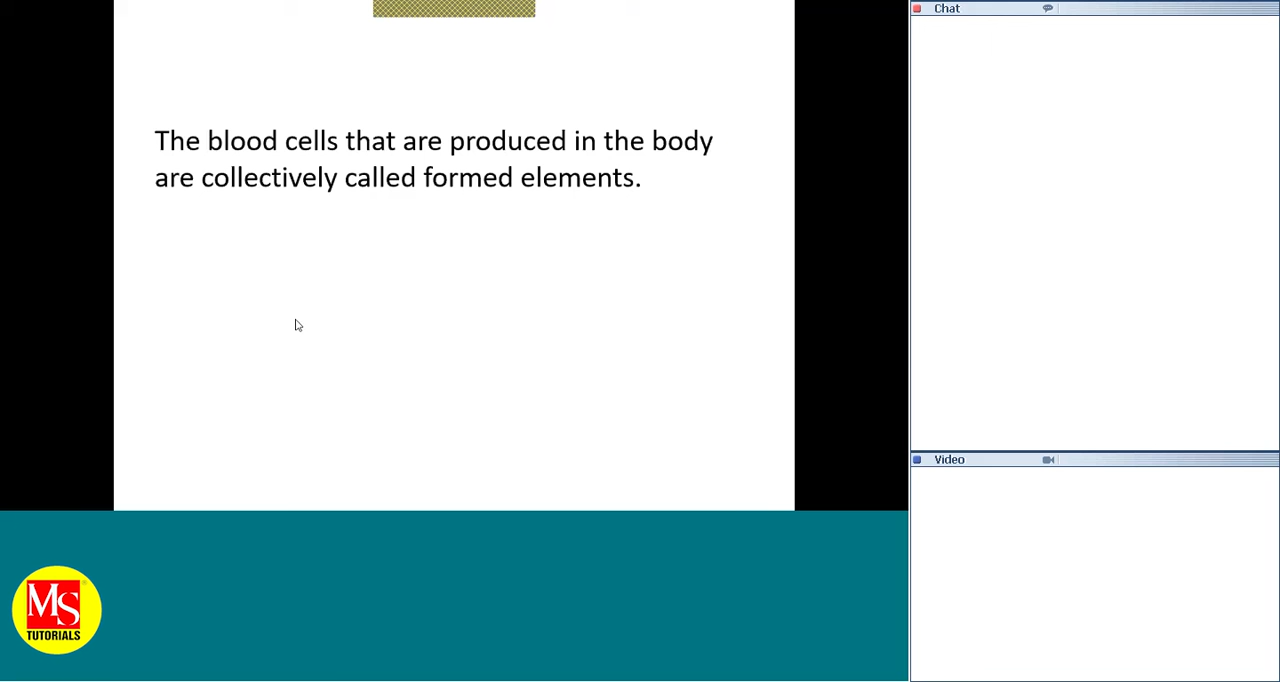 Chat
The blood cells that are produced in the body
are collectively called formed elements.
Video
MS
TUTORIALS